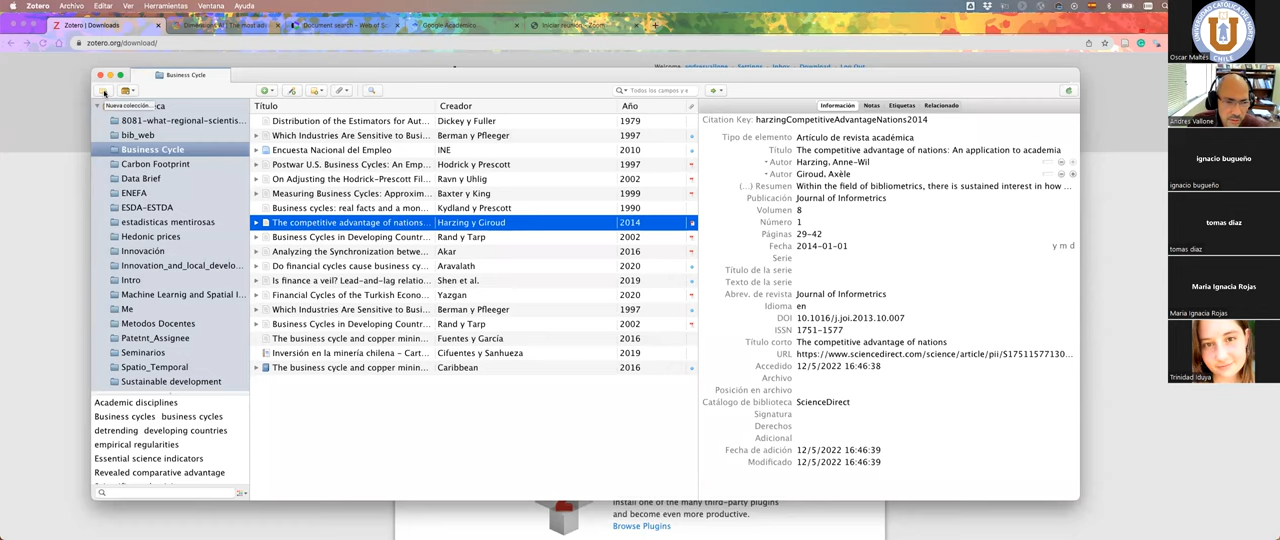 Zotero Archivo Editar Ver Herramientas Ventana Ayuda
Zotero | Downloads
Dimensions AI | The most ad
Document search - Web of Sc
Google Académico
Iniciar reunión - Zoom
zotero.org/download/
Welcome, andresvallone Settings Inbox Download Log Out
Business Cycle
Todos los campos y e
Nueva colección...
eca
8081-what-regional-scientis...
bib_web
Business Cycle
Carbon Footprint
Data Brief
ENEFA
ESDA-ESTDA
estadisticas mentirosas
Hedonic prices
Innovación
Innovation_and_local_develo...
Intro
Machine Learnig and Spatial I...
Me
Metodos Docentes
Patetnt_Assignee
Seminarios
Spatio_Temporal
Sustainable development
Academic disciplines
Business cycles business cycles
detrending developing countries
empirical regularities
Essential science indicators
Revealed comparative advantage
Título Creador Año
Distribution of the Estimators for Aut... Dickey y Fuller 1979
Which Industries Are Sensitive to Busi... Berman y Pfleeger 1997
Encuesta Nacional del Empleo INE 2010
Postwar U.S. Business Cycles: An Emp... Hodrick y Prescott 1997
On Adjusting the Hodrick-Prescott Fil... Ravn y Uhlig 2002
Measuring Business Cycles: Approxim... Baxter y King 1999
Business cycles: real facts and a mon... Kydland y Prescott 1990
The competitive advantage of nations... Harzing y Giroud 2014
Business Cycles in Developing Countr... Rand y Tarp 2002
Analyzing the Synchronization betwe... Akar 2016
Do financial cycles cause business cy... Aravalath 2020
Is finance a veil? Lead-and-lag relatio... Shen et al. 2019
Financial Cycles of the Turkish Econo... Yazgan 2020
Which Industries Are Sensitive to Busi... Berman y Pfleeger 1997
Business Cycles in Developing Countr... Rand y Tarp 2002
The business cycle and copper minin... Fuentes y García 2016
Inversión en la minería chilena - Cart... Cifuentes y Sanhueza 2019
The business cycle and copper minin... Caribbean 2016
Información Notas Etiquetas Relacionado
Citation Key: harzingCompetitiveAdvantageNations2014
Tipo de elemento Artículo de revista académica
Título The competitive advantage of nations: An application to academia
Autor Harzing, Anne-Wil
Autor Giroud, Axèle
(...) Resumen Within the field of bibliometrics, there is sustained interest in how ...
Publicación Journal of Informetrics
Volumen 8
Número 1
Páginas 29-42
Fecha 2014-01-01 y m d
Serie
Título de la serie
Texto de la serie
Abrev. de revista Journal of Informetrics
Idioma en
DOI 10.1016/j.joi.2013.10.007
ISSN 1751-1577
Título corto The competitive advantage of nations
URL https://www.sciencedirect.com/science/article/pii/S17511577130...
Accedido 12/5/2022 16:46:38
Archivo
Posición en archivo
Catálogo de biblioteca ScienceDirect
Signatura
Derechos
Adicional
Fecha de adición 12/5/2022 16:46:39
Modificado 12/5/2022 16:46:39
Install one of the many third-party plugins
and become even more productive.
Browse Plugins
CHILE
Oscar Maltés
Andres Vallone
ignacio bugueño
ignacio bugueño
tomas diaz
tomas diaz
Maria Ignacia Rojas
Maria Ignacia Rojas
Trinidad Iduya